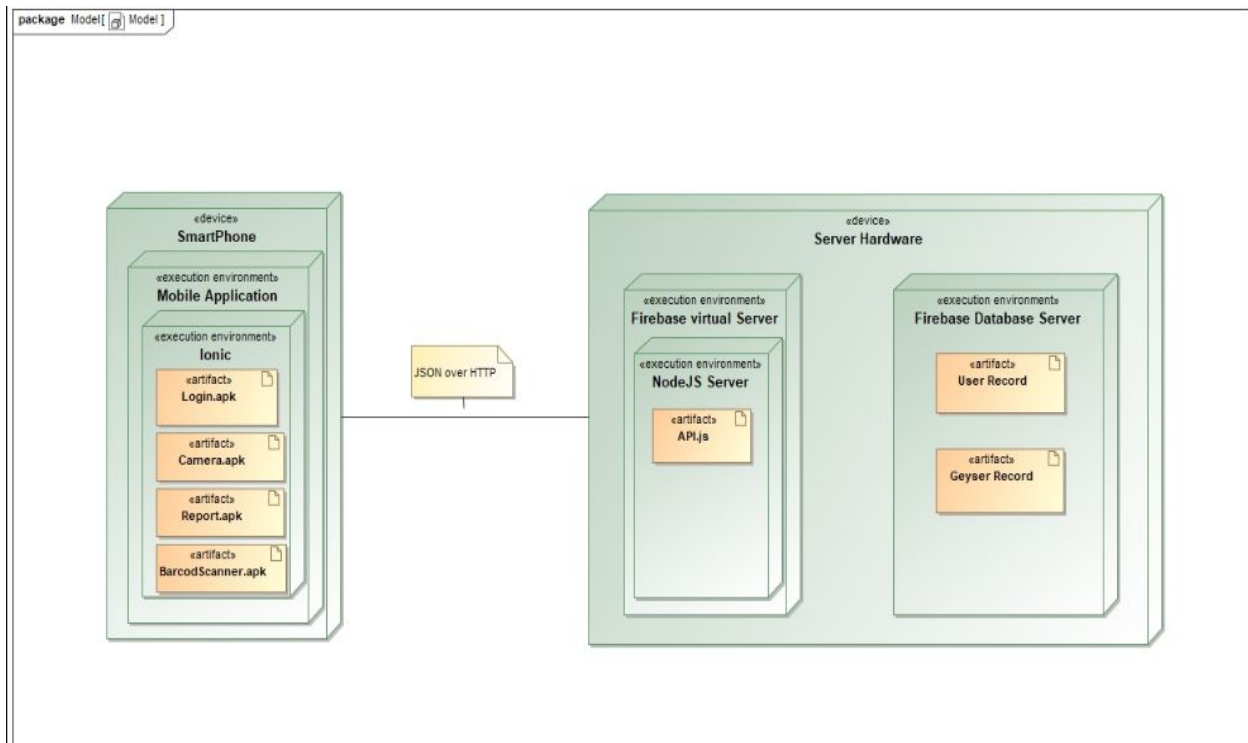 package Model[ Model ]
«device»
SmartPhone
«execution environment»
Mobile Application
«execution environment»
Ionic
«artifact»
Login.apk
«artifact»
Camera.apk
«artifact»
Report.apk
«artifact»
BarcodScanner.apk
JSON over HTTP
«device»
Server Hardware
«execution environment»
Firebase virtual Server
«execution environment»
NodeJS Server
«artifact»
API.js
«execution environment»
Firebase Database Server
«artifact»
User Record
«artifact»
Geyser Record